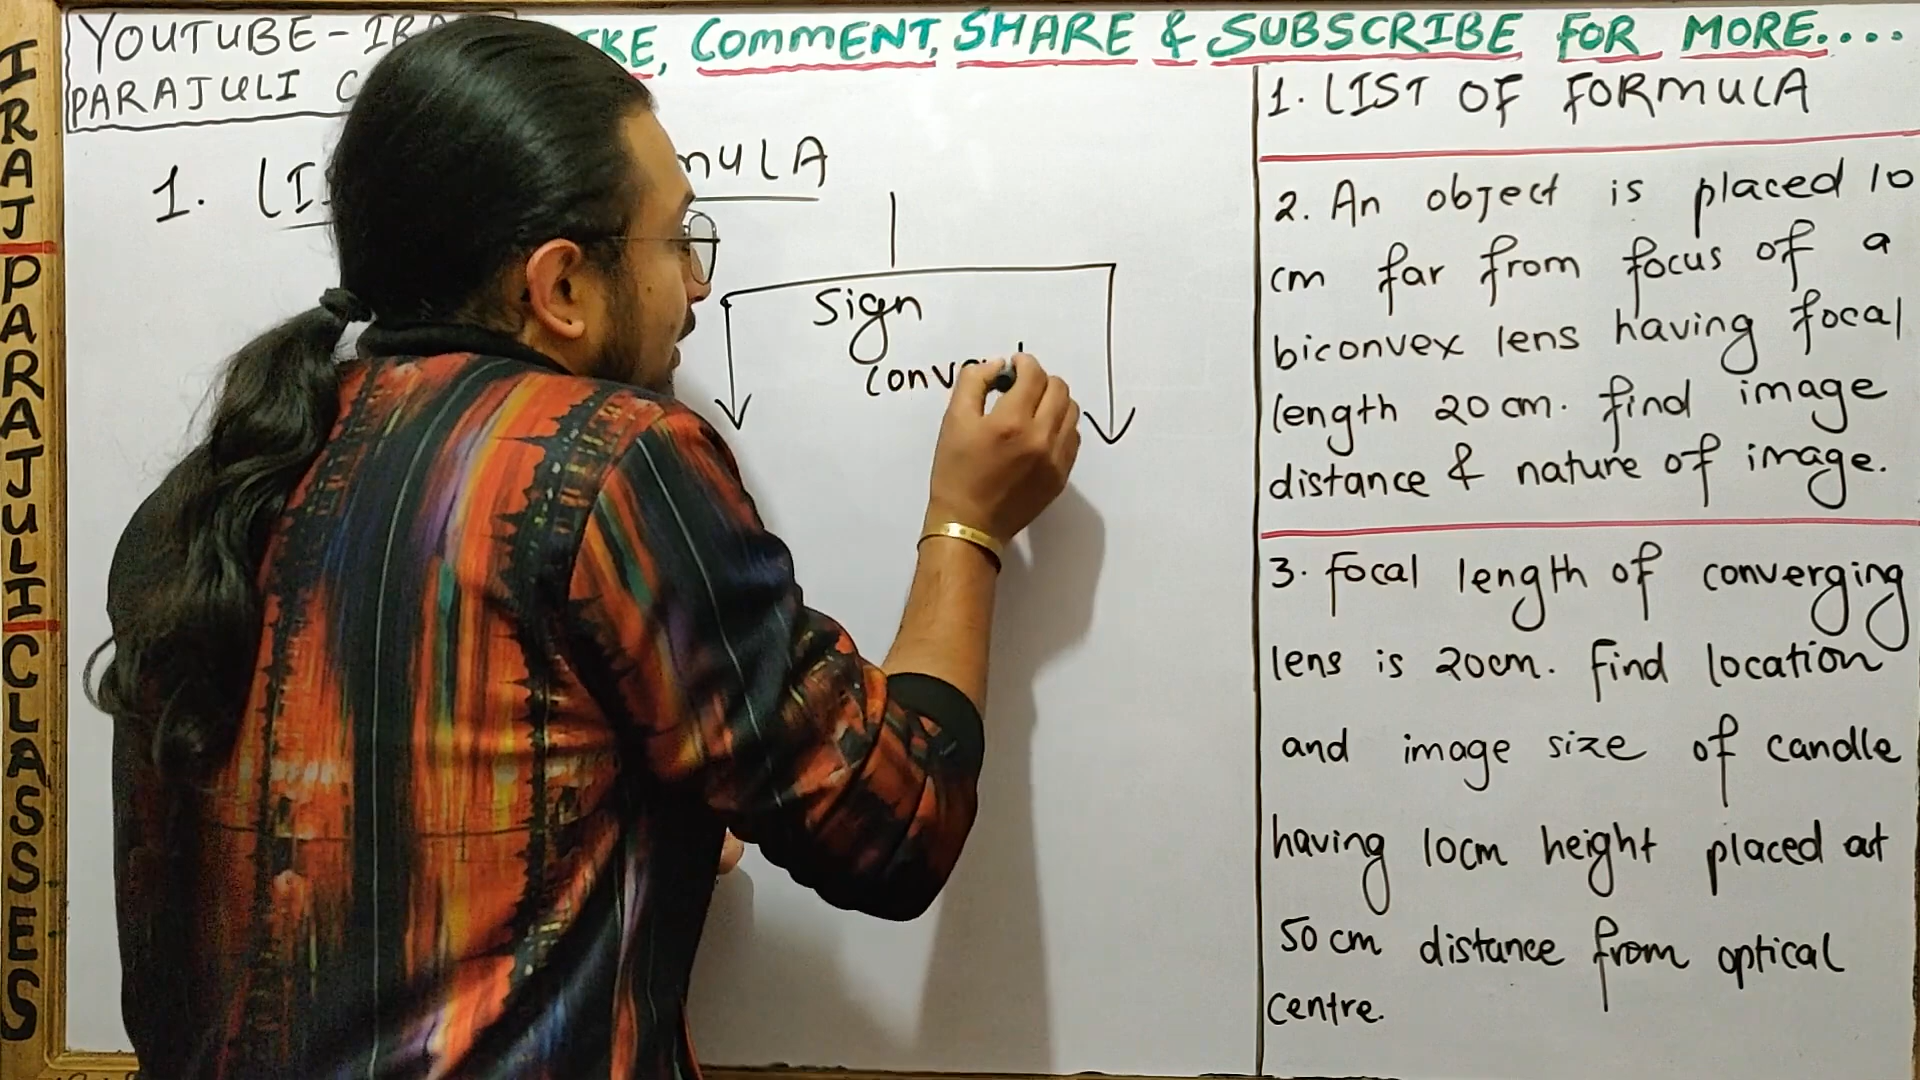 IRAJ PARAJULI CLASSES
YOUTUBE-
PARAJULI
COMMENT, SHARE & SUBSCRIBE FOR MORE....
1.
Sign
1. LIST OF FORMULA
2. An object is placed 10
cm far from focus of a
biconvex lens having focal
length 20 cm. find image
distance & nature of image.
3. Focal length of converging
lens is 20cm. Find location
and image size of candle
having 10cm height placed at
50 cm distance from optical
centre.